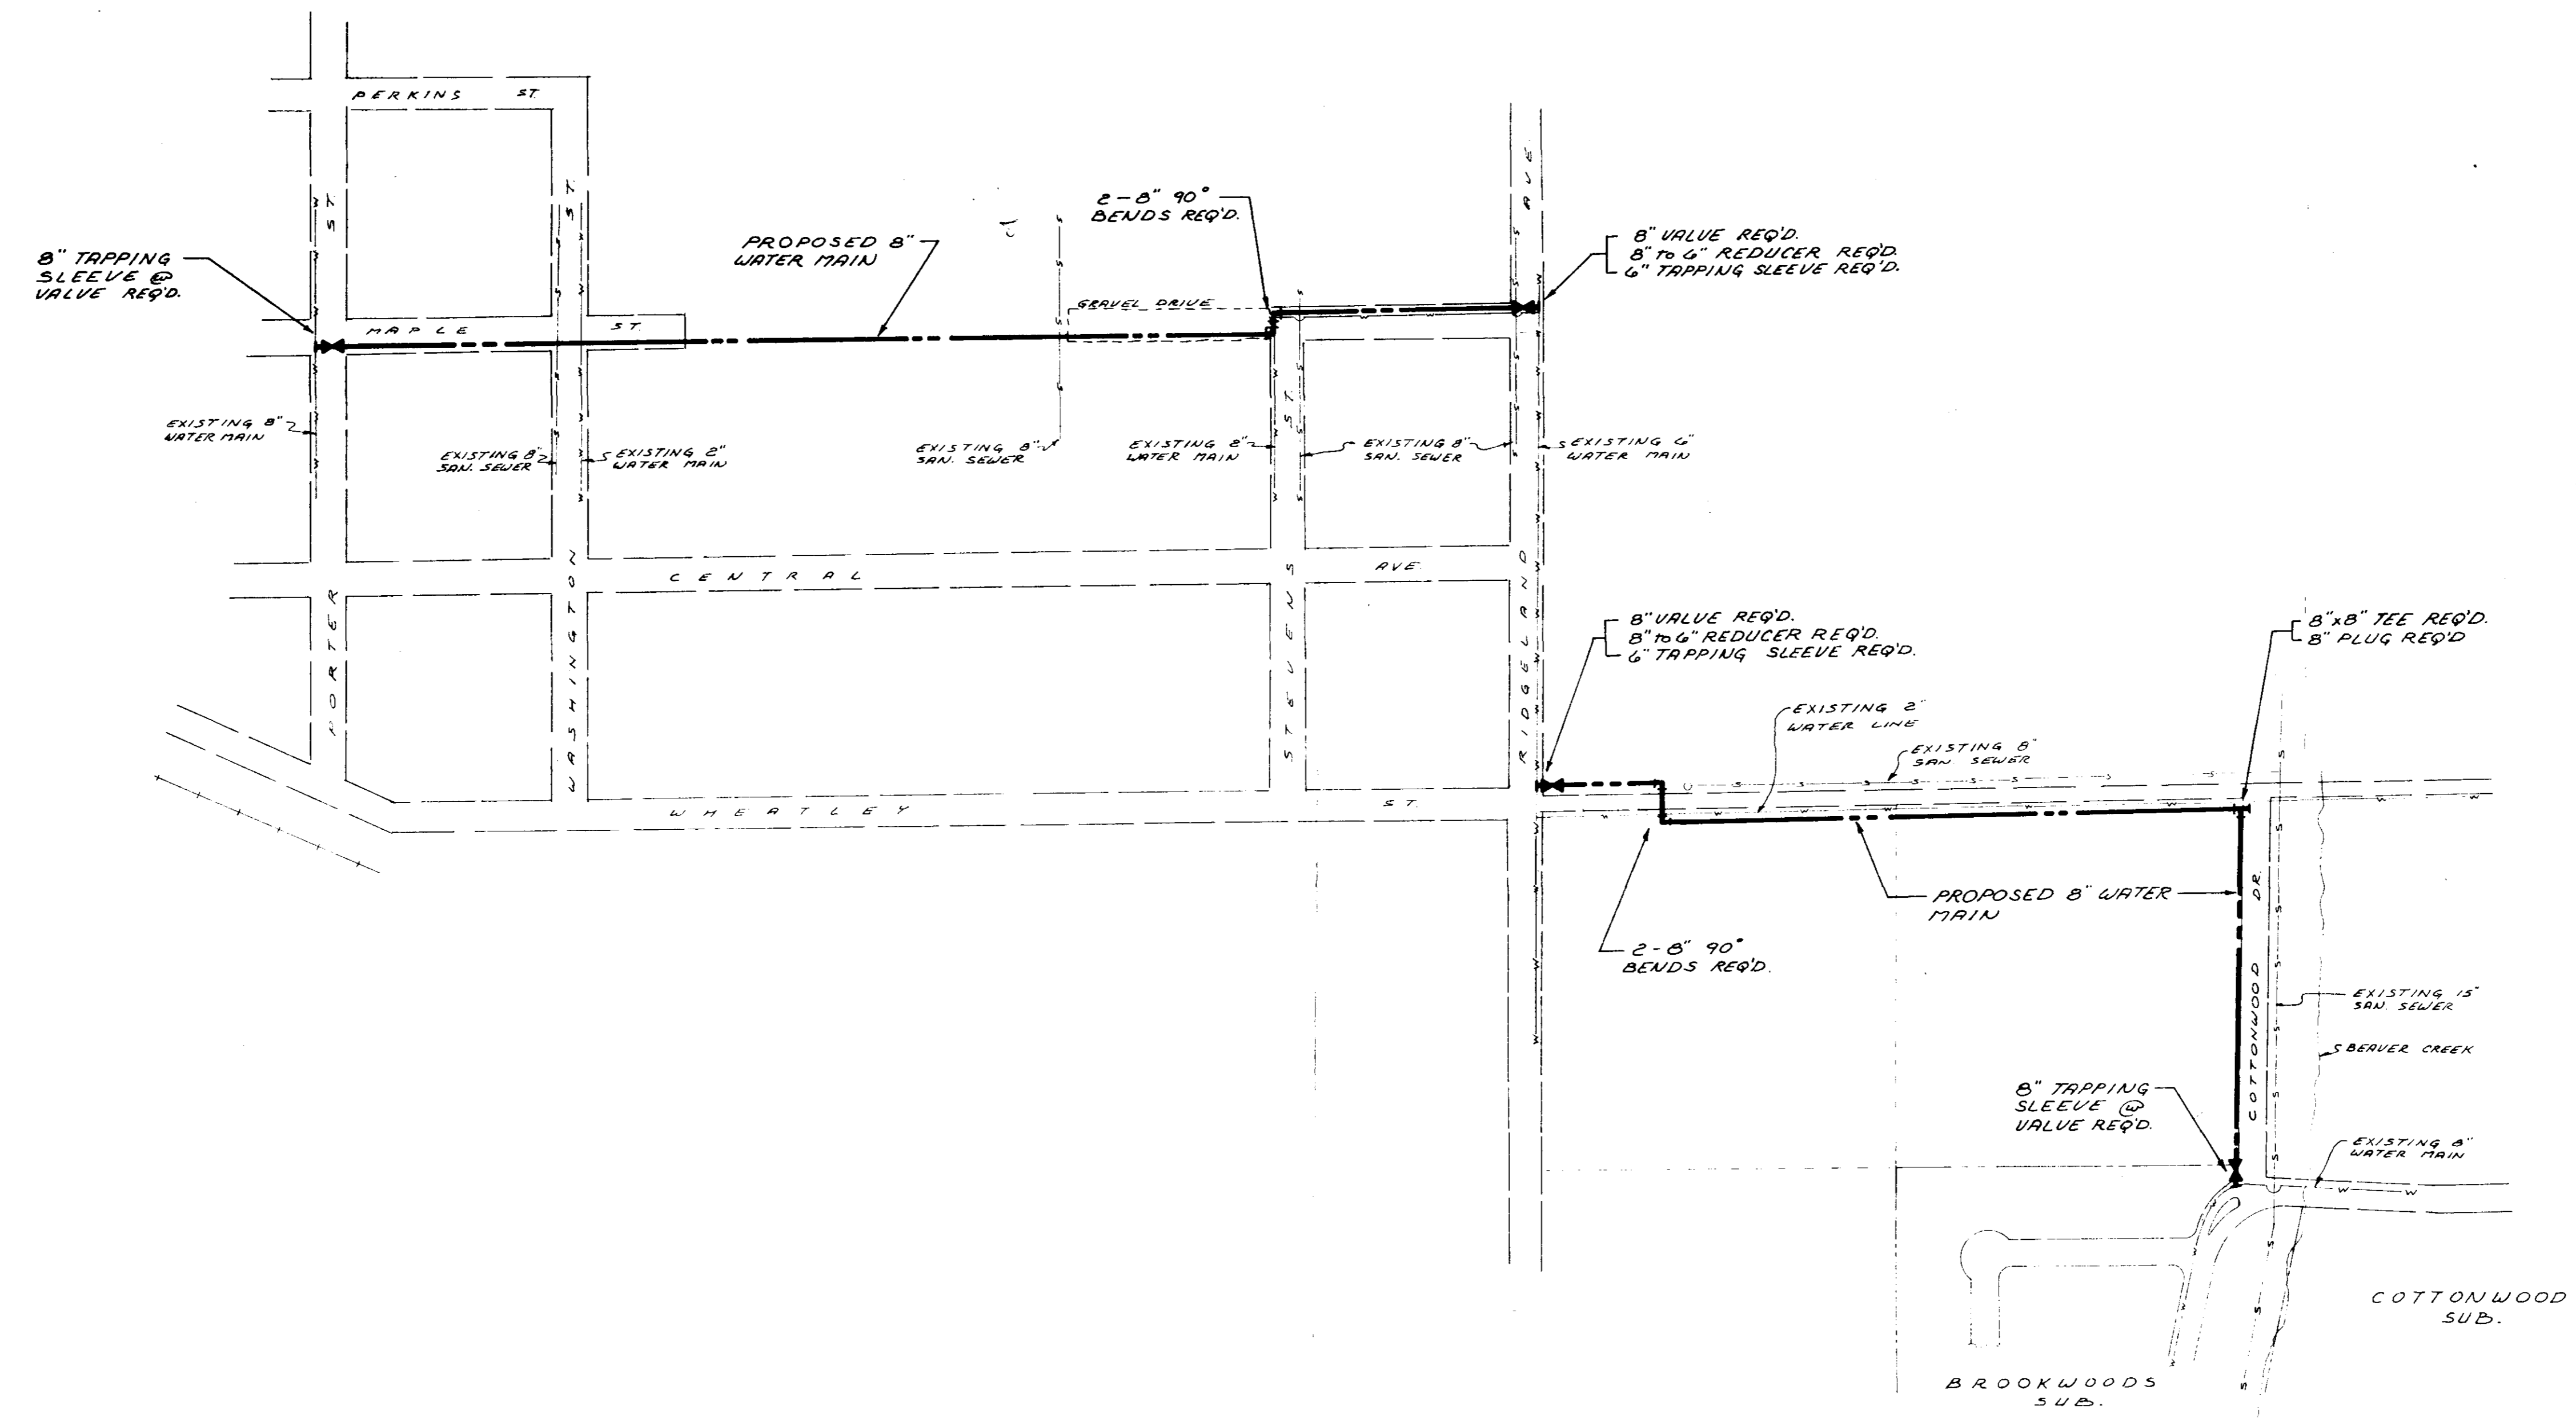 PERKINS ST.
ST.
ST.
AVE.
8" TAPPING
SLEEVE @
VALUE REQ'D.
PROPOSED 8"
WATER MAIN
2-8" 90°
BENDS REQ'D.
8" VALUE REQ'D.
8" to 6" REDUCER REQ'D.
6" TAPPING SLEEVE REQ'D.
GRAVEL DRIVE
MAPLE ST.
EXISTING 8"
WATER MAIN
EXISTING 8"
SAN. SEWER
EXISTING 2"
WATER MAIN
EXISTING 8"
SAN. SEWER
EXISTING 2"
WATER MAIN
ST.
EXISTING 8"
SAN. SEWER
EXISTING 6"
WATER MAIN
CENTRAL AVE
PORTER
WASHINGTON
STEVENS
RIDGELAND
8" VALUE REQ'D.
8" to 6" REDUCER REQ'D.
6" TAPPING SLEEVE REQ'D.
8"x8" TEE REQ'D.
8" PLUG REQ'D
EXISTING 2"
WATER LINE
EXISTING 8"
SAN. SEWER
WHEATLEY ST.
PROPOSED 8" WATER
MAIN
2-8" 90°
BENDS REQ'D.
COTTONWOOD DR.
EXISTING 15"
SAN. SEWER
BEAVER CREEK
8" TAPPING
SLEEVE @
VALUE REQ'D.
EXISTING 8"
WATER MAIN
COTTONWOOD
SUB.
BROOKWOODS
SUB.